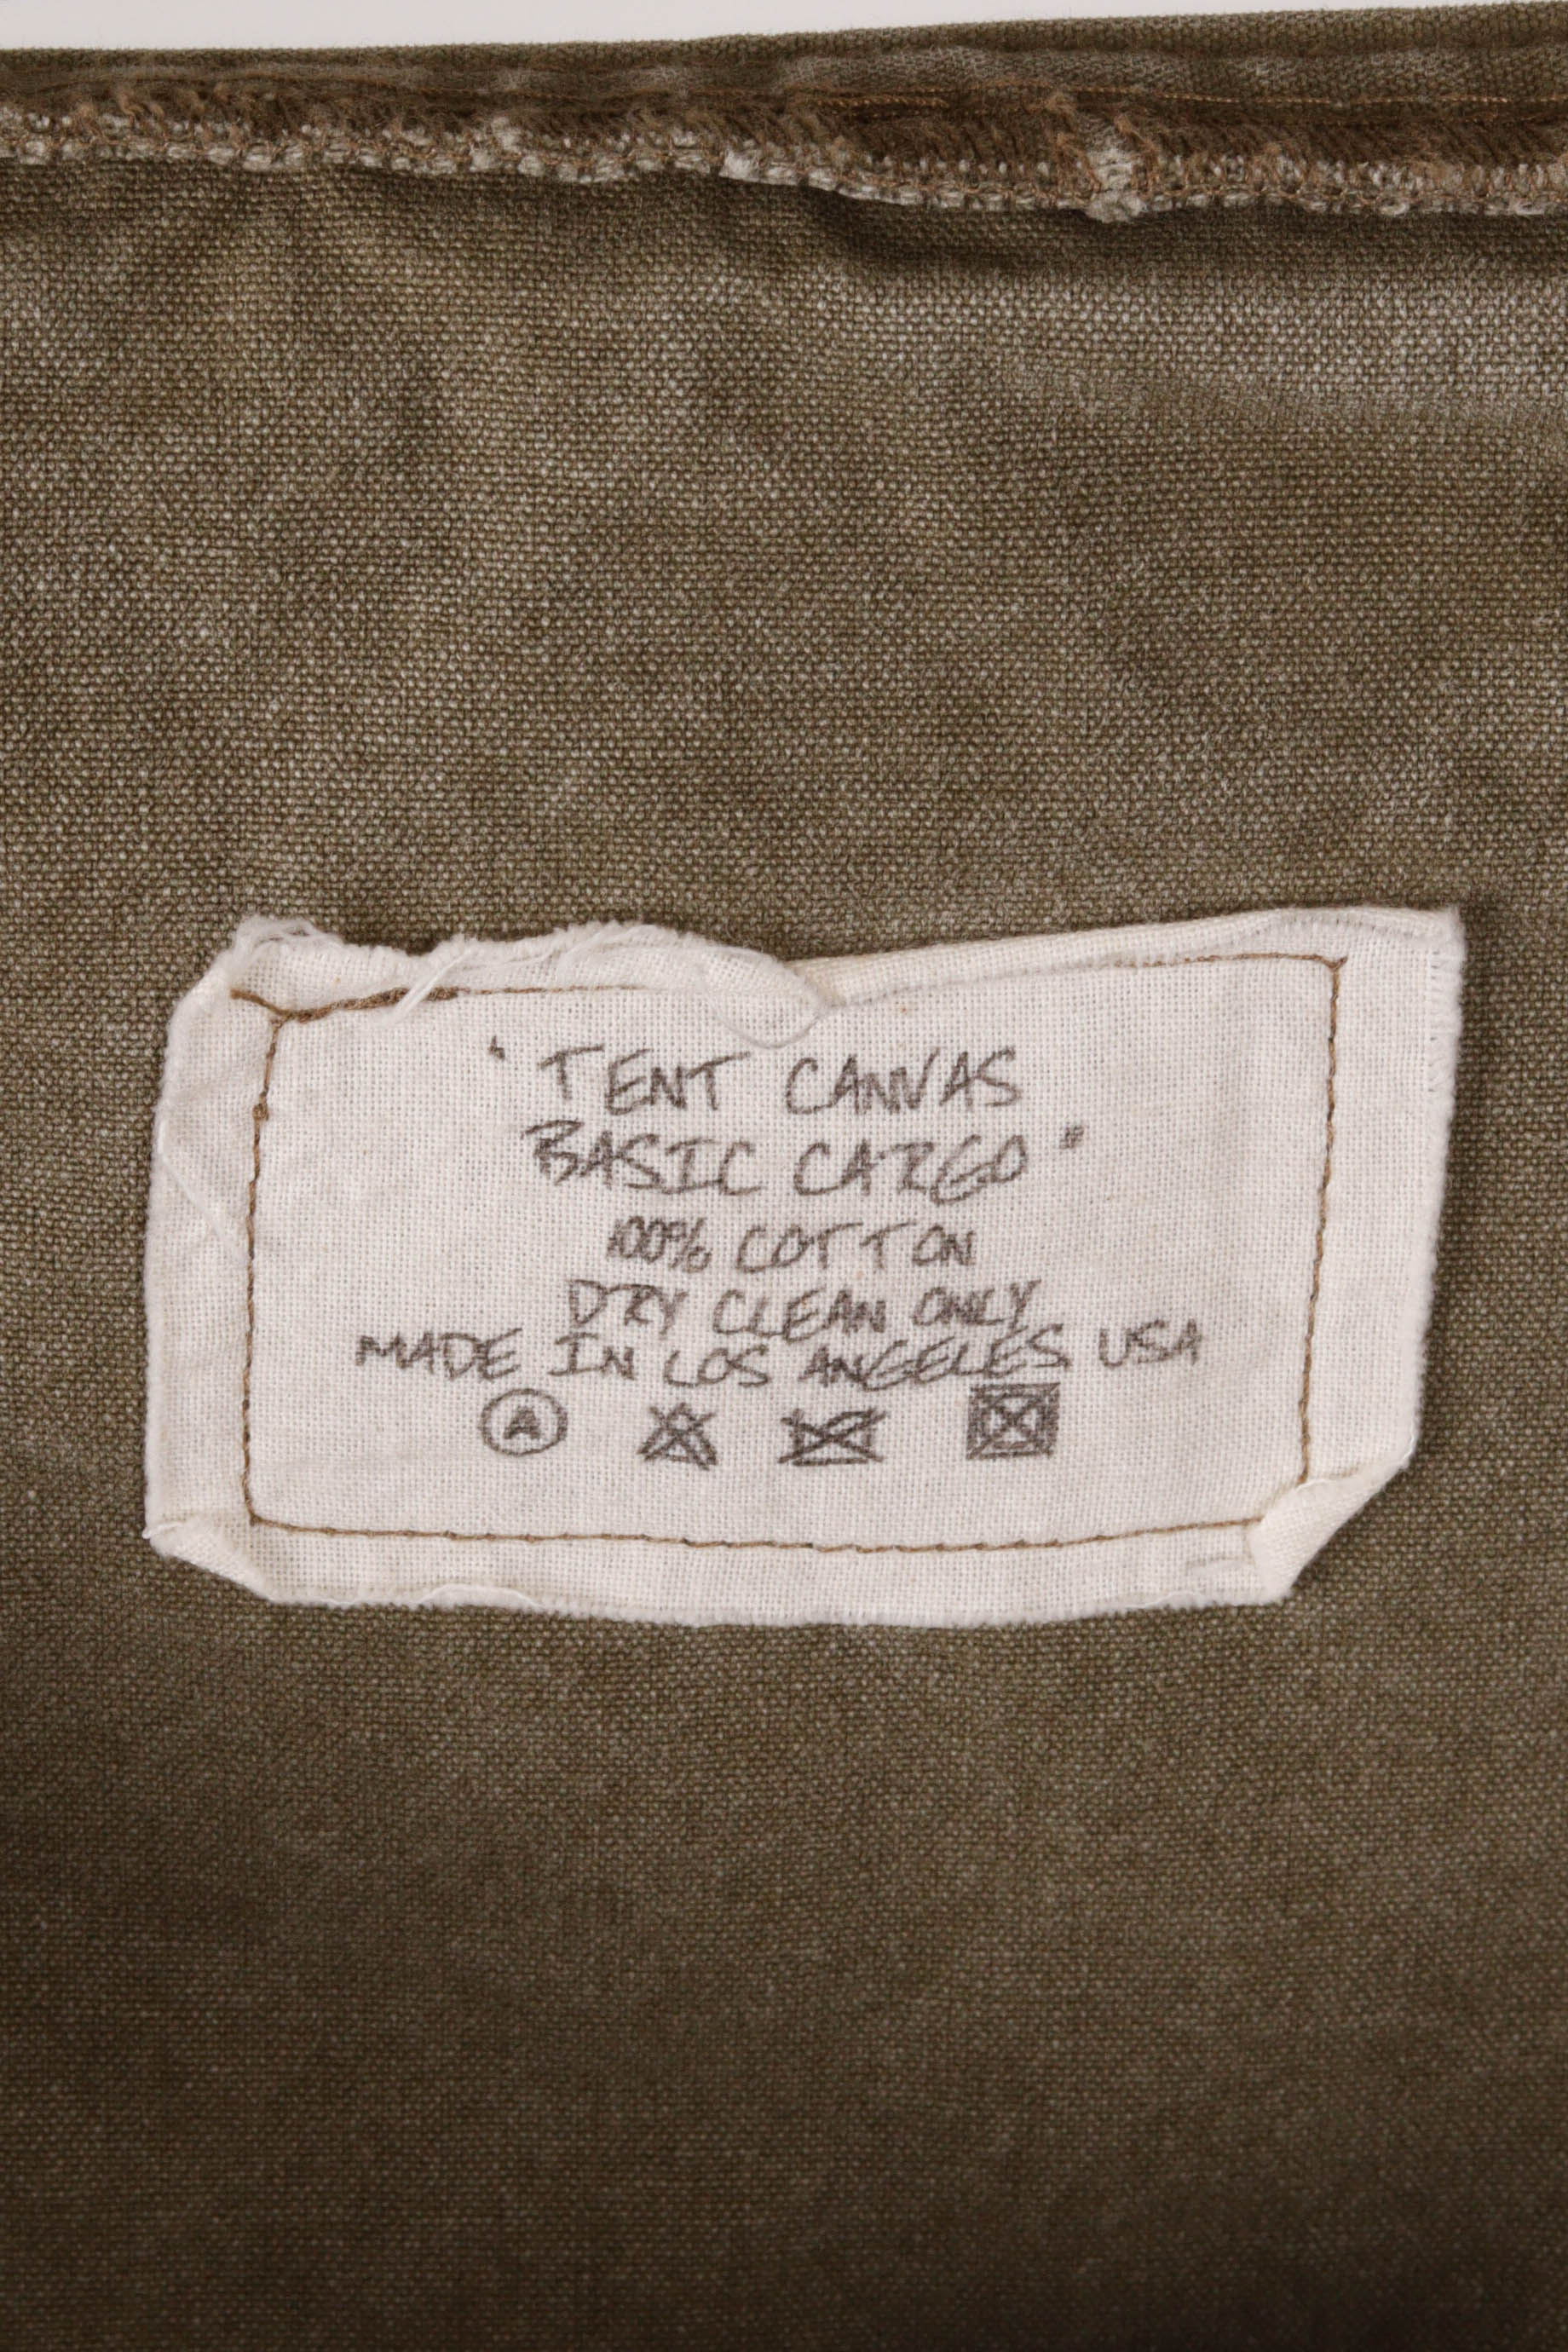 " TENT CANVAS
BASIC CARGO "
100% COTTON
DRY CLEAN ONLY
MADE IN LOS ANGELES USA
A